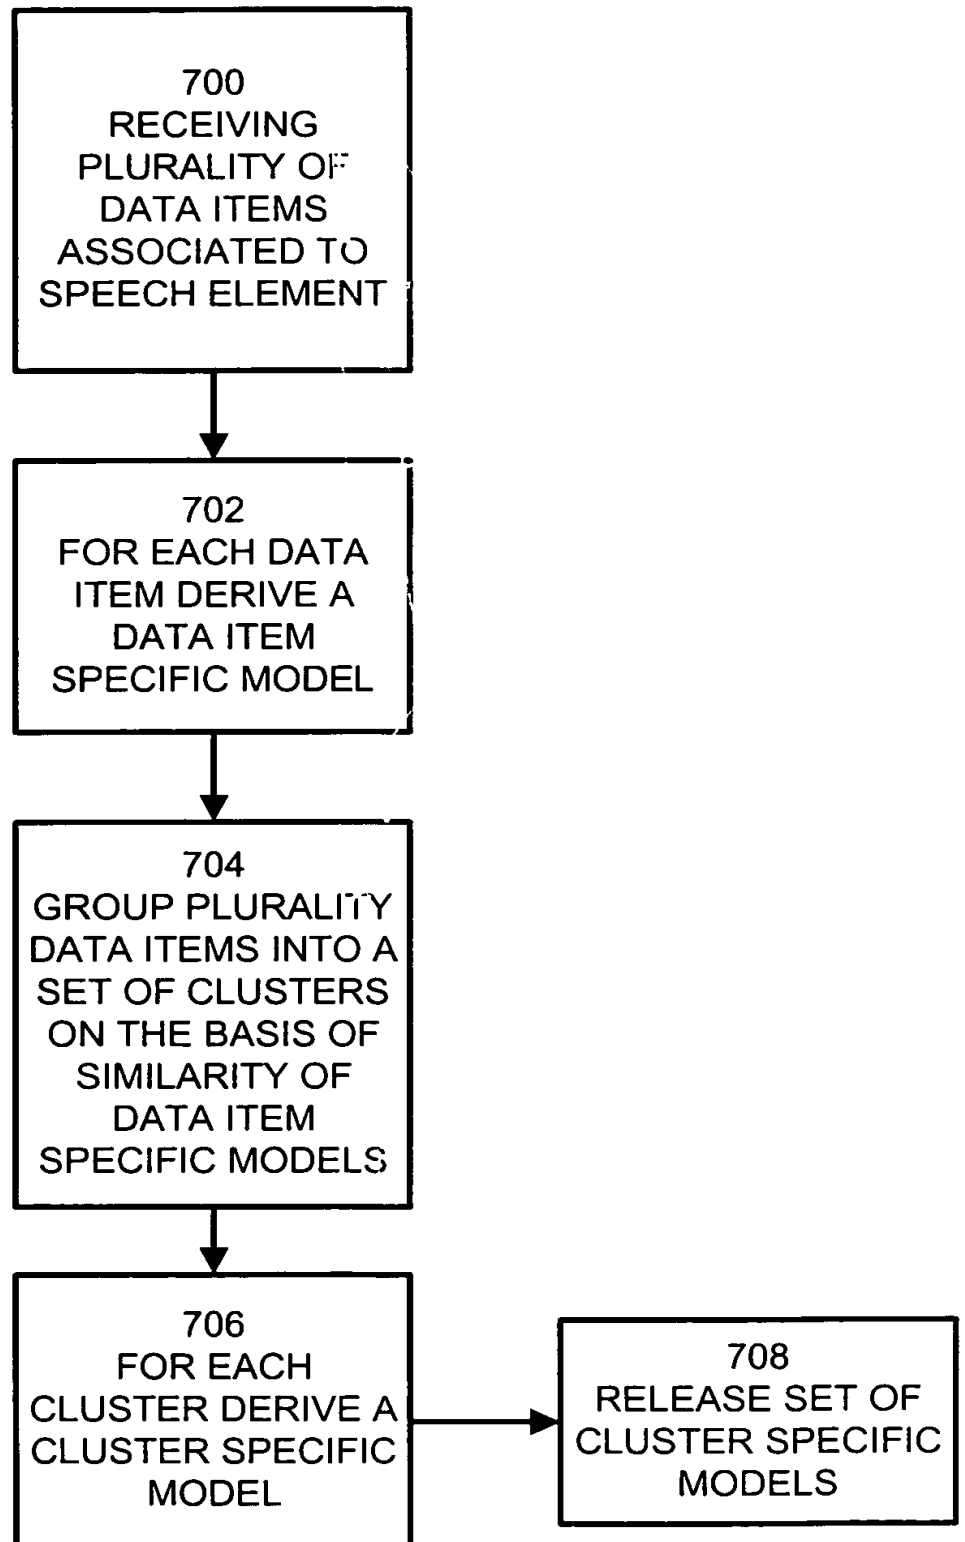 700
RECEIVING
PLURALITY OF
DATA ITEMS
ASSOCIATED TO
SPEECH ELEMENT
702
FOR EACH DATA
ITEM DERIVE A
DATA ITEM
SPECIFIC MODEL
704
GROUP PLURALITY
DATA ITEMS INTO A
SET OF CLUSTERS
ON THE BASIS OF
SIMILARITY OF
DATA ITEM
SPECIFIC MODELS
706
FOR EACH
CLUSTER DERIVE A
CLUSTER SPECIFIC
MODEL
708
RELEASE SET OF
CLUSTER SPECIFIC
MODELS